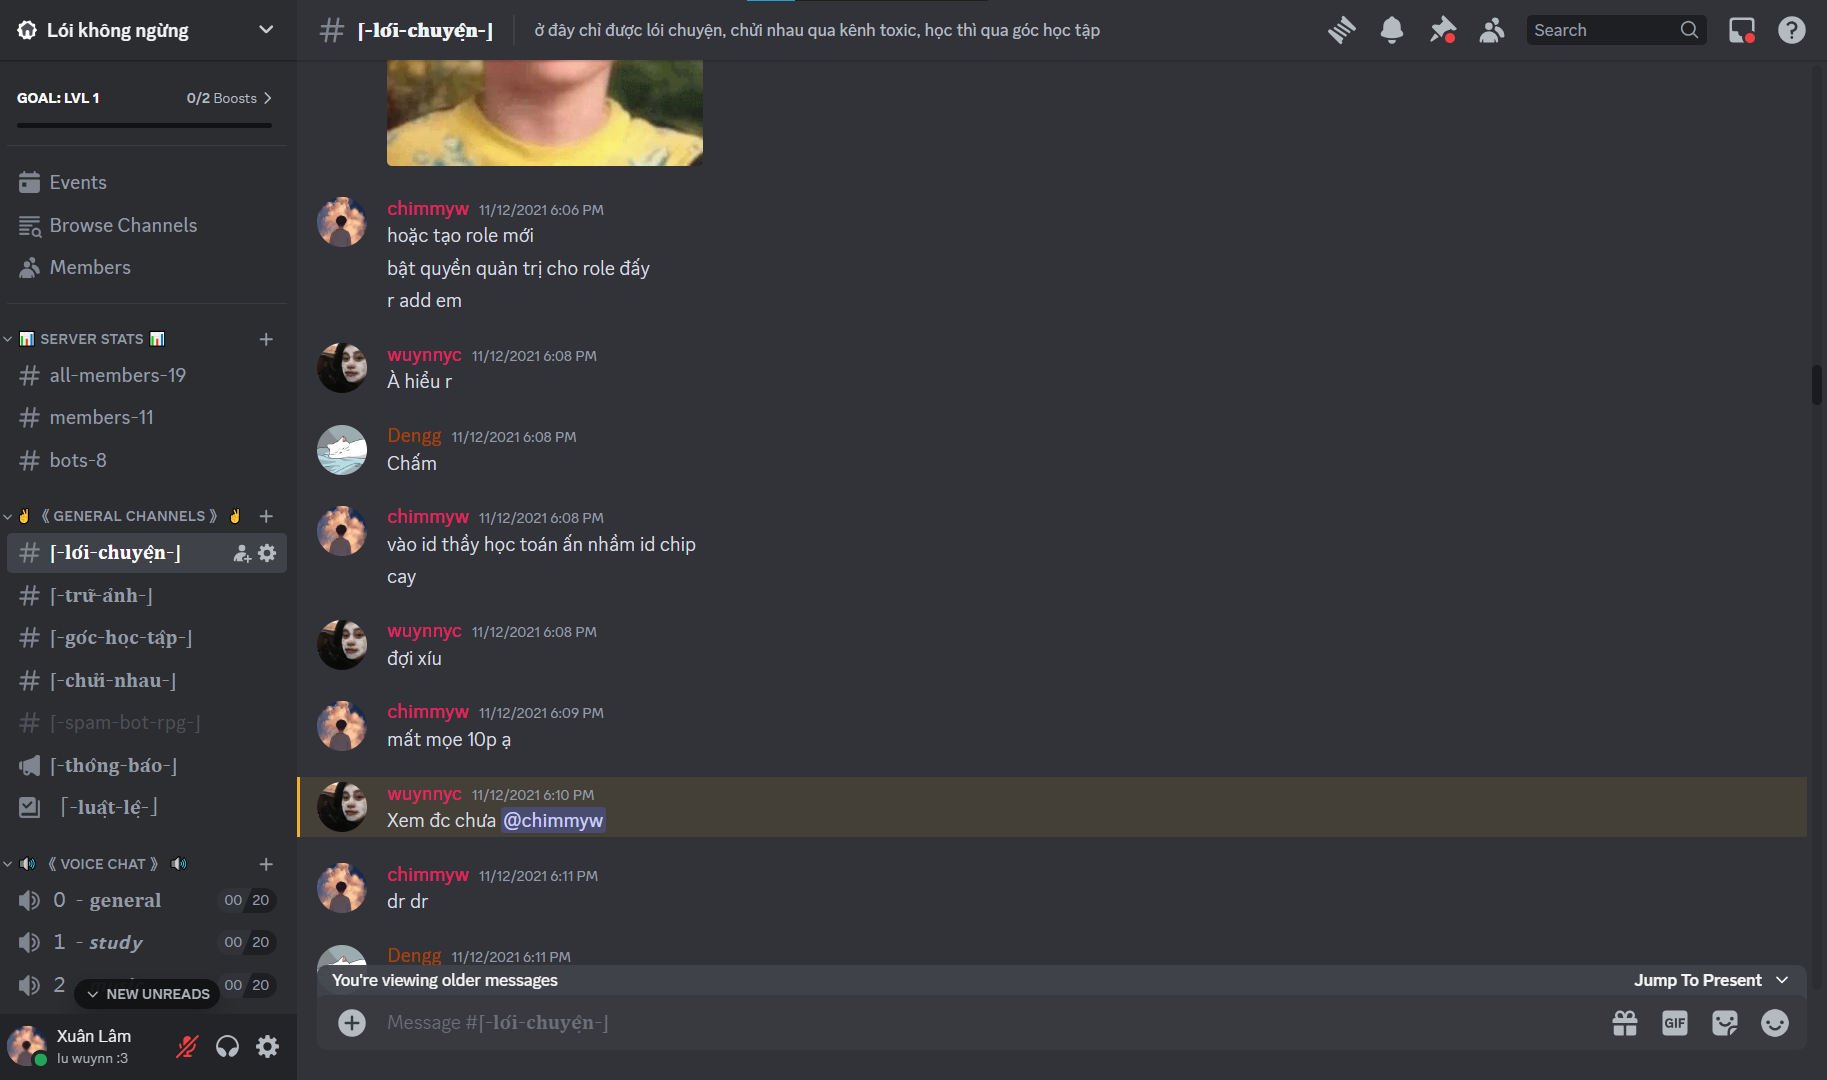 Lói không ngừng
GOAL: LVL 1
0/2 Boosts
Events
Browse Channels
Members
SERVER STATS
all-members-19
members-11
bots-8
《 GENERAL CHANNELS 》
[-lói-chuyện-]
[-trữ-ảnh-]
[-góc-học-tập-]
[-chửi-nhau-]
[-spam-bot-rpg-]
[-thông-báo-]
[-luật-lệ-]
《 VOICE CHAT 》
0 - general
00 20
1 - study
00 20
2
00 20
NEW UNREADS
Xuân Lâm
lu wuynn :3
[-lói-chuyện-]
ở đây chỉ được lói chuyện, chửi nhau qua kênh toxic, học thì qua góc học tập
Search
chimmyw 11/12/2021 6:06 PM
hoặc tạo role mới
bật quyền quản trị cho role đấy
r add em
wuynnyc 11/12/2021 6:08 PM
À hiểu r
Dengg 11/12/2021 6:08 PM
Chấm
chimmyw 11/12/2021 6:08 PM
vào id thầy học toán ấn nhầm id chip
cay
wuynnyc 11/12/2021 6:08 PM
đợi xíu
chimmyw 11/12/2021 6:09 PM
mất mọe 10p ạ
wuynnyc 11/12/2021 6:10 PM
Xem đc chưa @chimmyw
chimmyw 11/12/2021 6:11 PM
dr dr
Dengg 11/12/2021 6:11 PM
You're viewing older messages
Jump To Present
Message #[-lói-chuyện-]
GIF